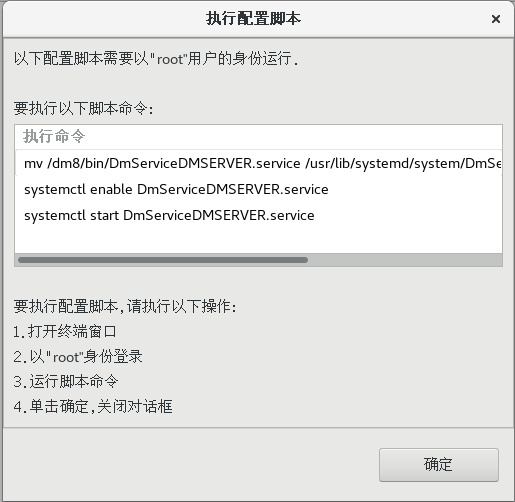 执行配置脚本
×
以下配置脚本需要以"root"用户的身份运行.
要执行以下脚本命令:
执行命令
mv /dm8/bin/DmServiceDMSERVER.service /usr/lib/systemd/system/DmSe
systemctl enable DmServiceDMSERVER.service
systemctl start DmServiceDMSERVER.service
要执行配置脚本,请执行以下操作:
1.打开终端窗口
2.以"root"身份登录
3.运行脚本命令
4.单击确定,关闭对话框
确定